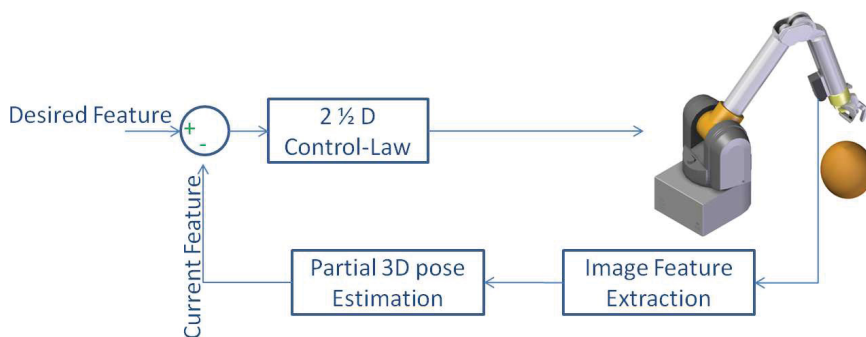 Desired Feature
+
-
2 ½ D
Control-Law
Current Feature
Partial 3D pose
Estimation
Image Feature
Extraction